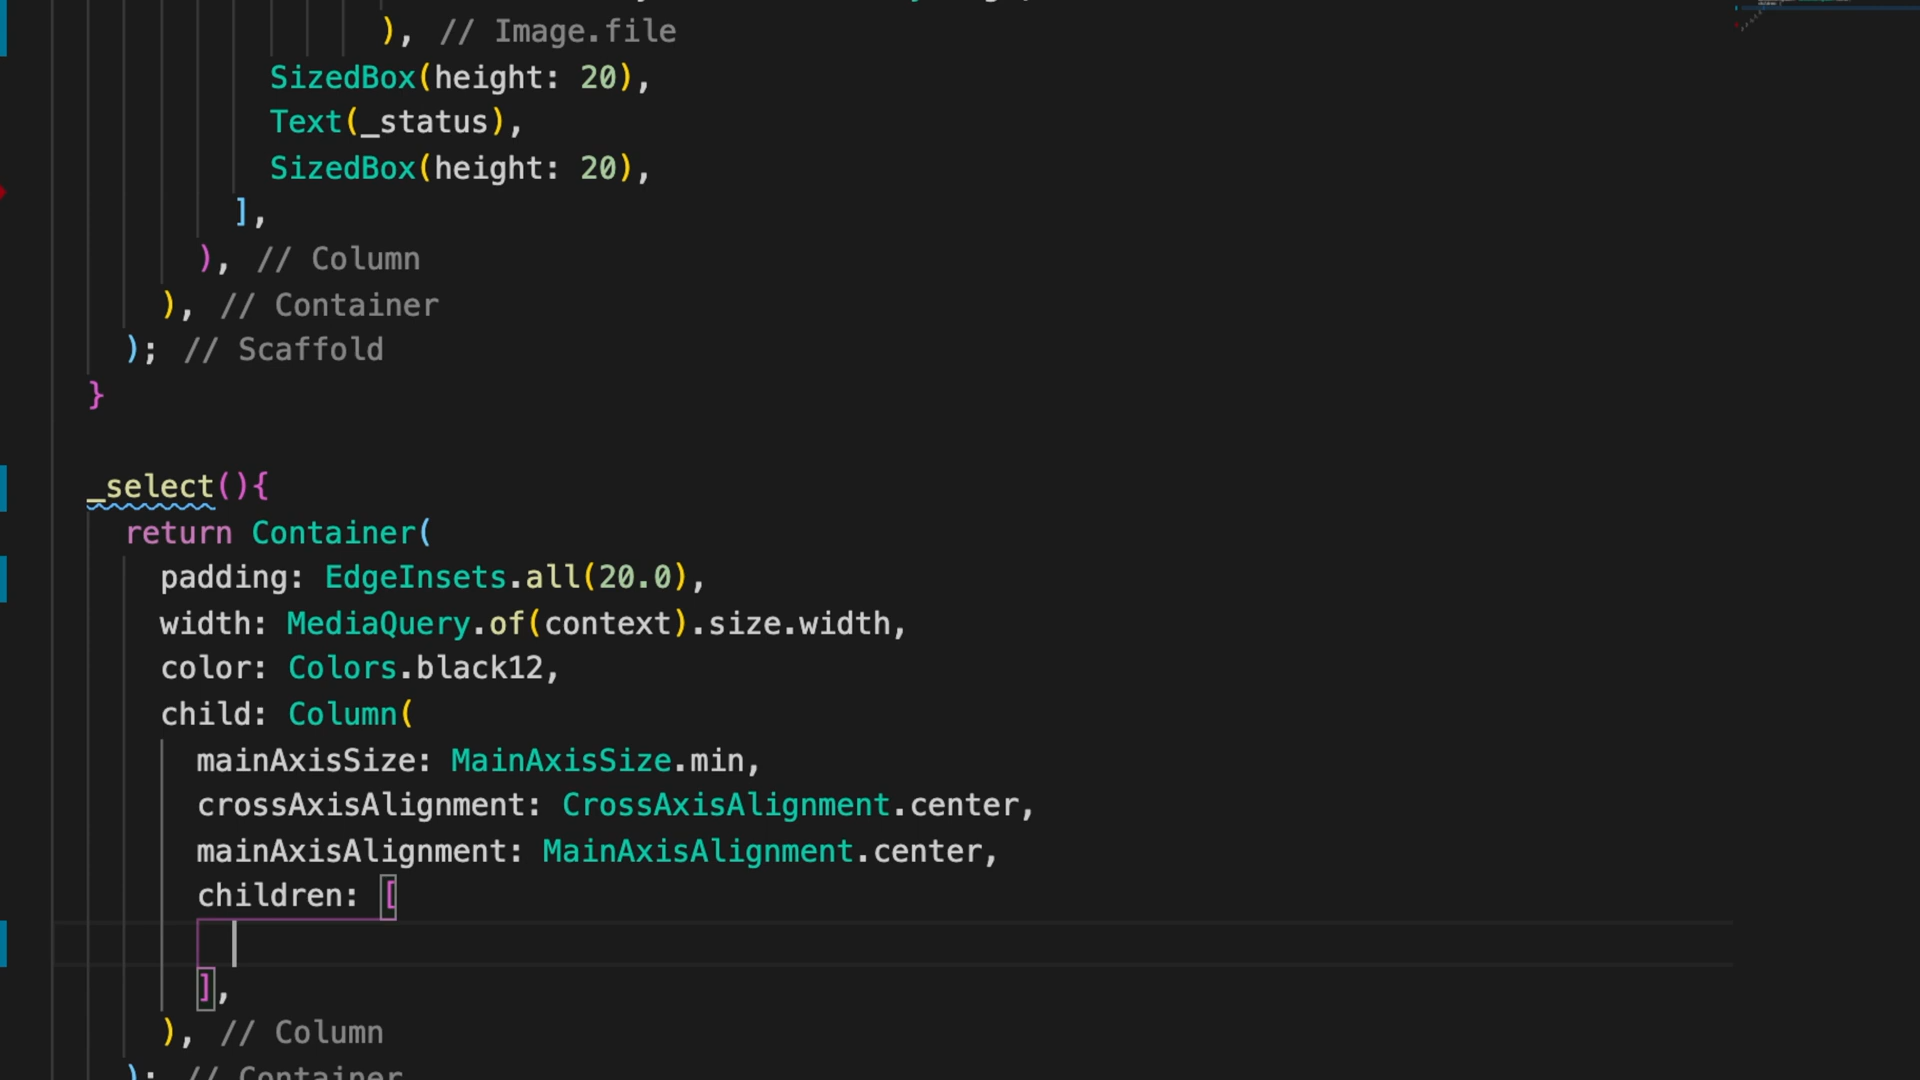 ), // Image.file
SizedBox(height: 20),
Text(_status),
SizedBox(height: 20),
],
), // Column
), // Container
); // Scaffold
}
_select(){
return Container(
padding: EdgeInsets.all(20.0),
width: MediaQuery.of(context).size.width,
color: Colors.black12,
child: Column(
mainAxisSize: MainAxisSize.min,
crossAxisAlignment: CrossAxisAlignment.center,
mainAxisAlignment: MainAxisAlignment.center,
children: [
],
), // Column
); // Container